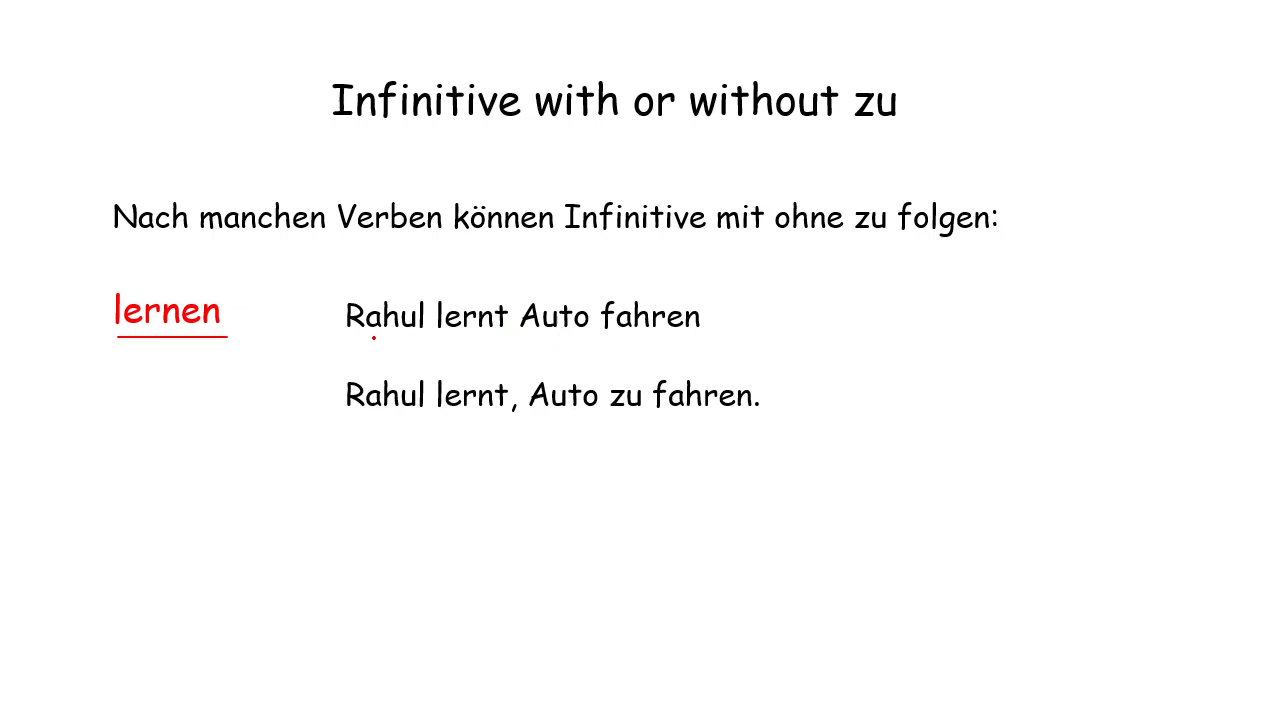 Infinitive with or without zu
Nach manchen Verben können Infinitive mit ohne zu folgen:
lernen Rahul lernt Auto fahren
Rahul lernt, Auto zu fahren.